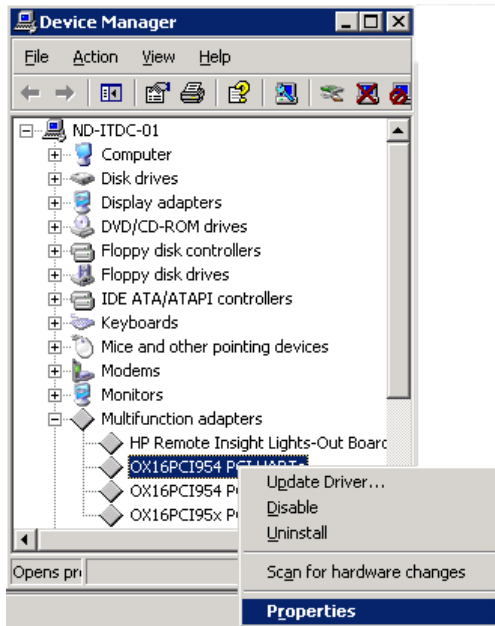 Device Manager
File Action View Help
ND-ITDC-01
Computer
Disk drives
Display adapters
DVD/CD-ROM drives
Floppy disk controllers
Floppy disk drives
IDE ATA/ATAPI controllers
Keyboards
Mice and other pointing devices
Modems
Monitors
Multifunction adapters
HP Remote Insight Lights-Out Board
OX16PCI954 PCI UARTs
OX16PCI954
OX16PCI95x
Update Driver...
Disable
Uninstall
Scan for hardware changes
Properties
Opens